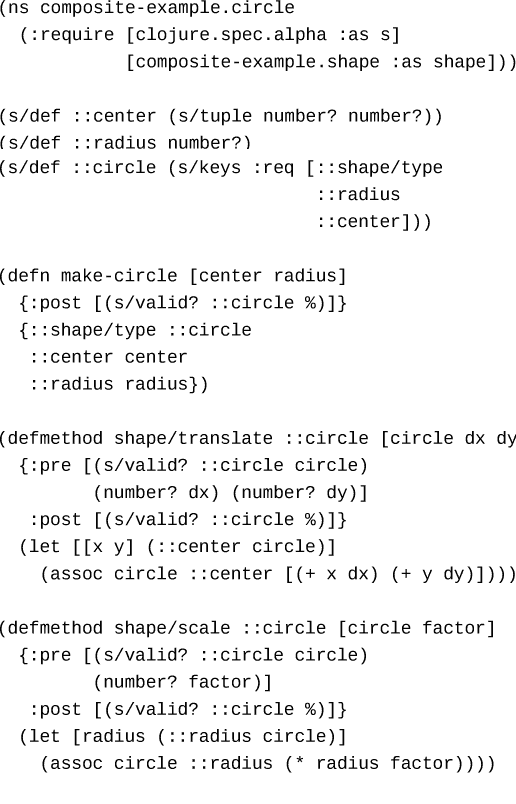 (ns composite-example.circle
  (:require [clojure.spec.alpha :as s]
            [composite-example.shape :as shape]))

(s/def ::center (s/tuple number? number?))
(s/def ::radius number?)
(s/def ::circle (s/keys :req [::shape/type
                              ::radius
                              ::center]))

(defn make-circle [center radius]
  {:post [(s/valid? ::circle %)]}
  {::shape/type ::circle
   ::center center
   ::radius radius})

(defmethod shape/translate ::circle [circle dx dy
  {:pre [(s/valid? ::circle circle)
         (number? dx) (number? dy)]
   :post [(s/valid? ::circle %)]}
  (let [[x y] (::center circle)]
    (assoc circle ::center [(+ x dx) (+ y dy)])))

(defmethod shape/scale ::circle [circle factor]
  {:pre [(s/valid? ::circle circle)
         (number? factor)]
   :post [(s/valid? ::circle %)]}
  (let [radius (::radius circle)]
    (assoc circle ::radius (* radius factor))))